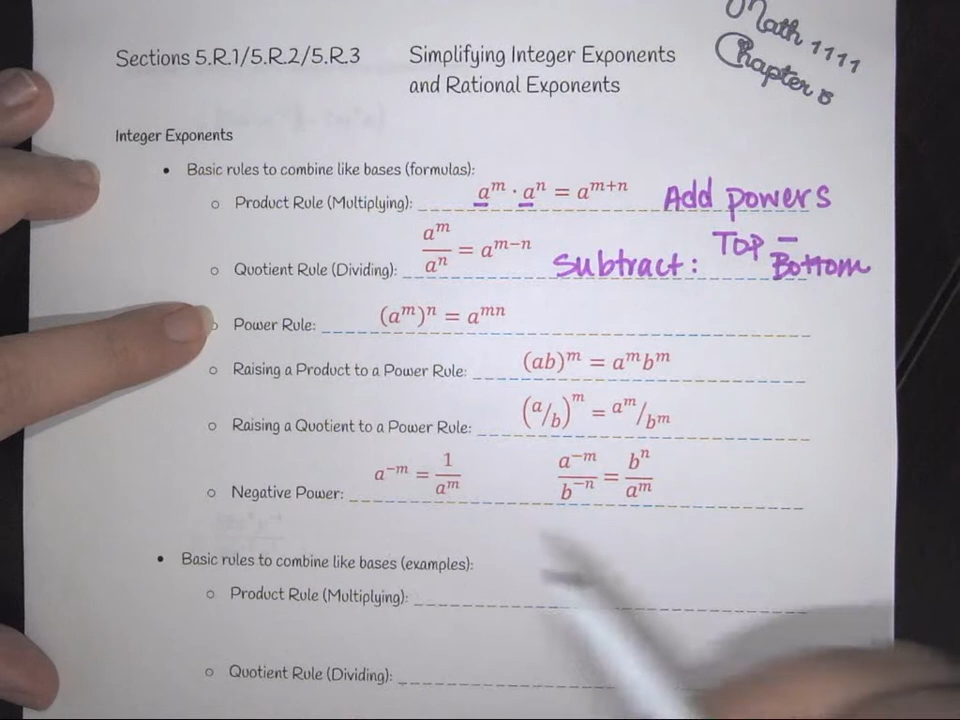 Math 1111
Chapter 5
Sections 5.R.1/5.R.2/5.R.3 Simplifying Integer Exponents
and Rational Exponents
Integer Exponents
• Basic rules to combine like bases (formulas):
○ Product Rule (Multiplying): a^m · a^n = a^{m+n} Add powers
○ Quotient Rule (Dividing): a^m/a^n = a^{m−n} Subtract: Top − Bottom
○ Power Rule: (a^m)^n = a^{mn}
○ Raising a Product to a Power Rule: (ab)^m = a^m b^m
○ Raising a Quotient to a Power Rule: (a/b)^m = a^m/b^m
○ Negative Power: a^{−m} = 1/a^m a^{−m}/b^{−n} = b^n/a^m
• Basic rules to combine like bases (examples):
○ Product Rule (Multiplying):
○ Quotient Rule (Dividing):